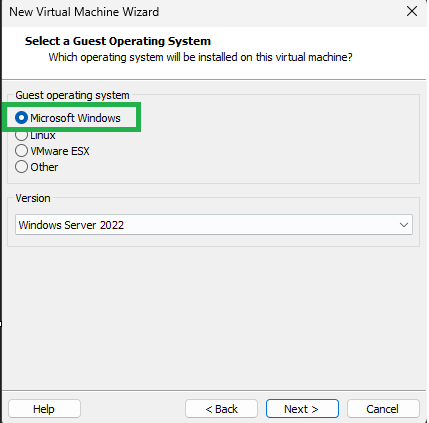 New Virtual Machine Wizard
Select a Guest Operating System
Which operating system will be installed on this virtual machine?
Guest operating system
Microsoft Windows
Linux
VMware ESX
Other
Version
Windows Server 2022
Help
< Back
Next >
Cancel